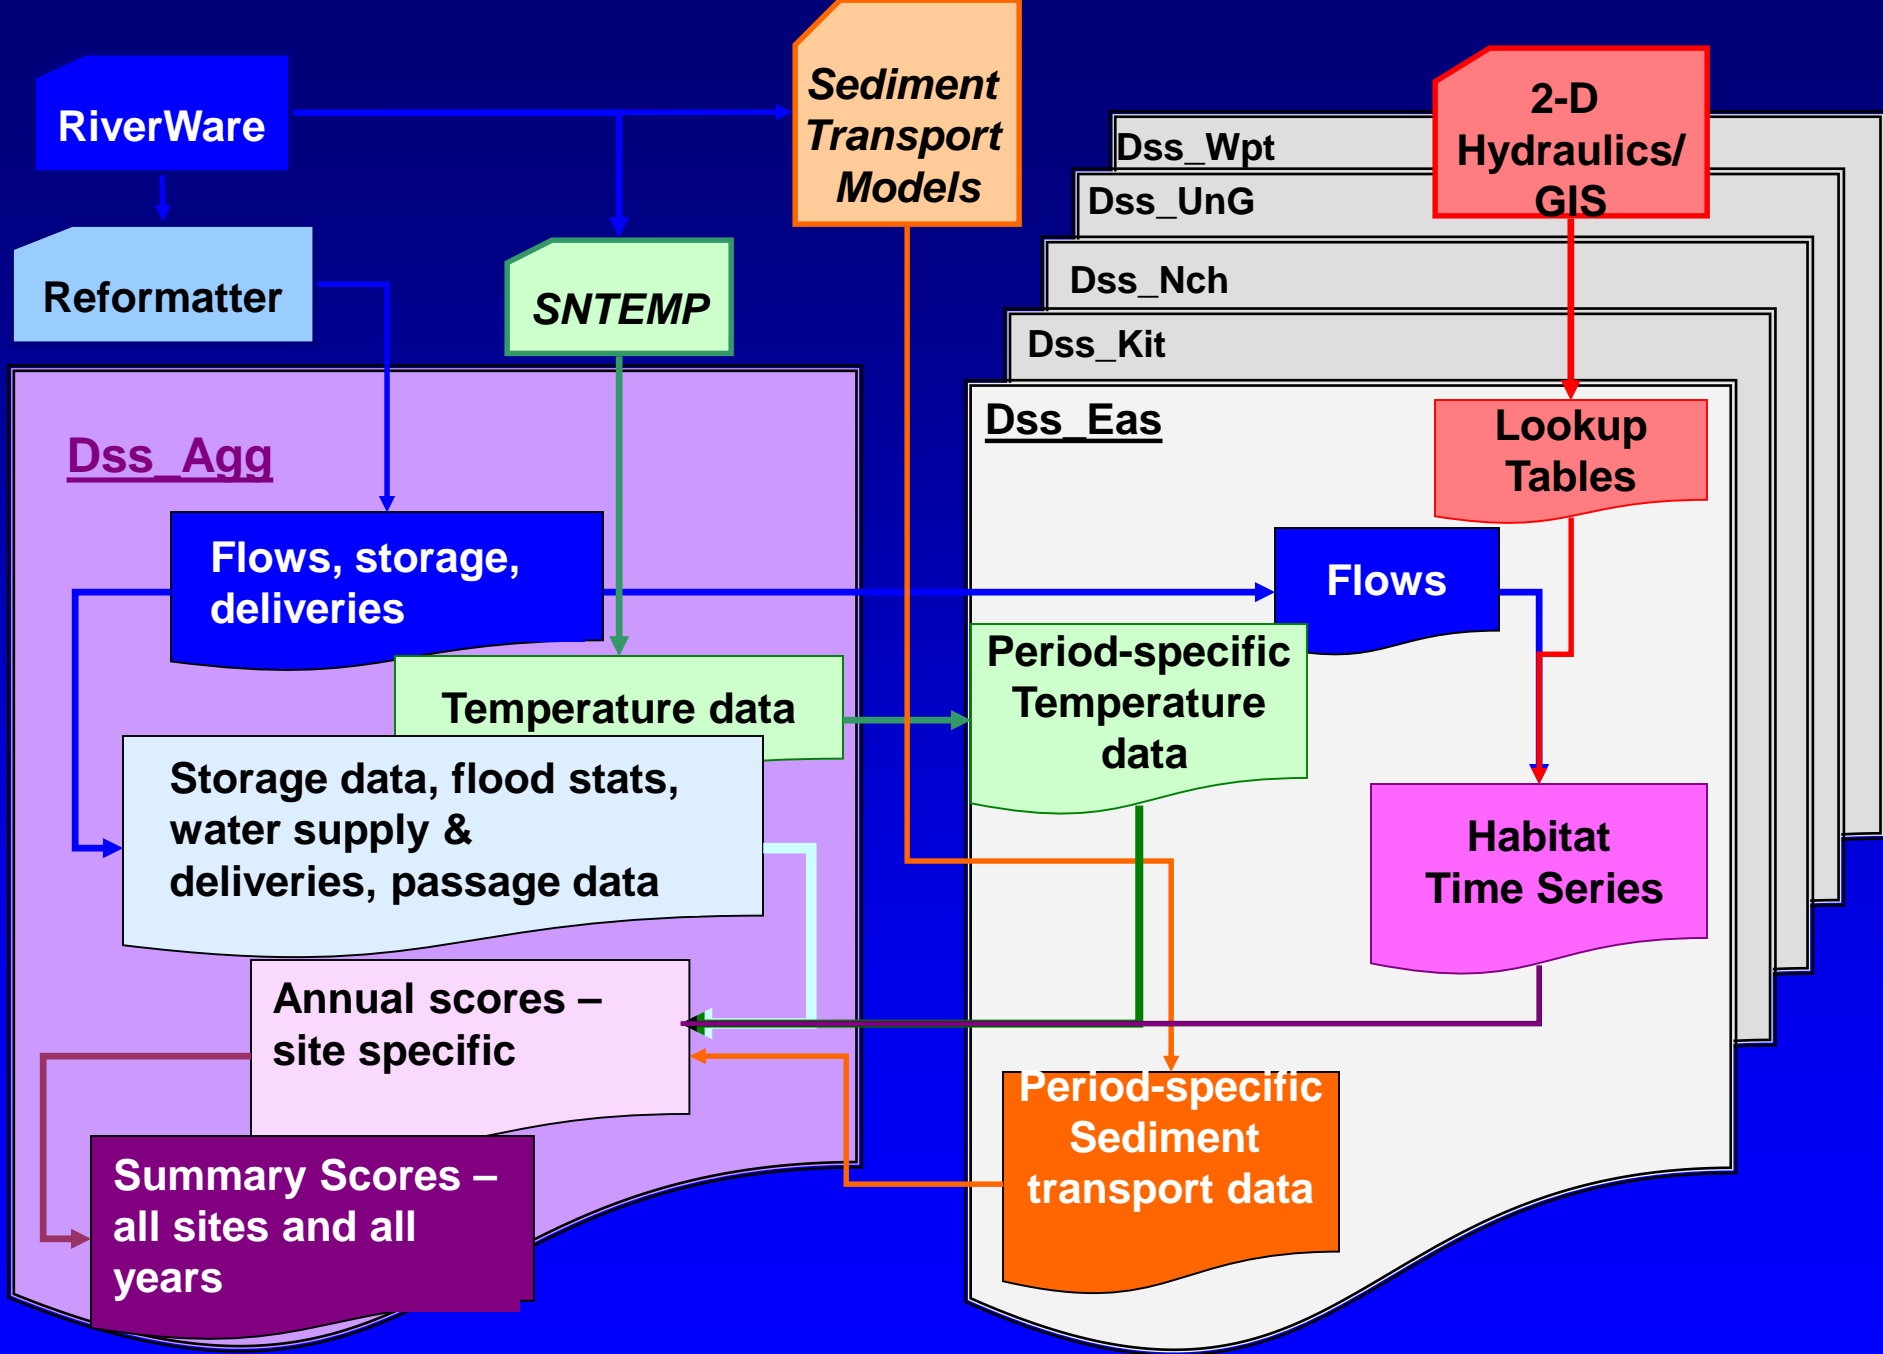 RiverWare
Sediment
Transport
Models
2-D
Hydraulics/
GIS
Dss_Wpt
Dss_UnG
Dss_Nch
Dss_Kit
Reformatter
SNTEMP
Dss_Agg
Dss_Eas
Lookup
Tables
Flows, storage,
deliveries
Flows
Temperature data
Period-specific
Temperature
data
Storage data, flood stats,
water supply &
deliveries, passage data
Habitat
Time Series
Annual scores –
site specific
Period-specific
Sediment
transport data
Summary Scores –
all sites and all
years